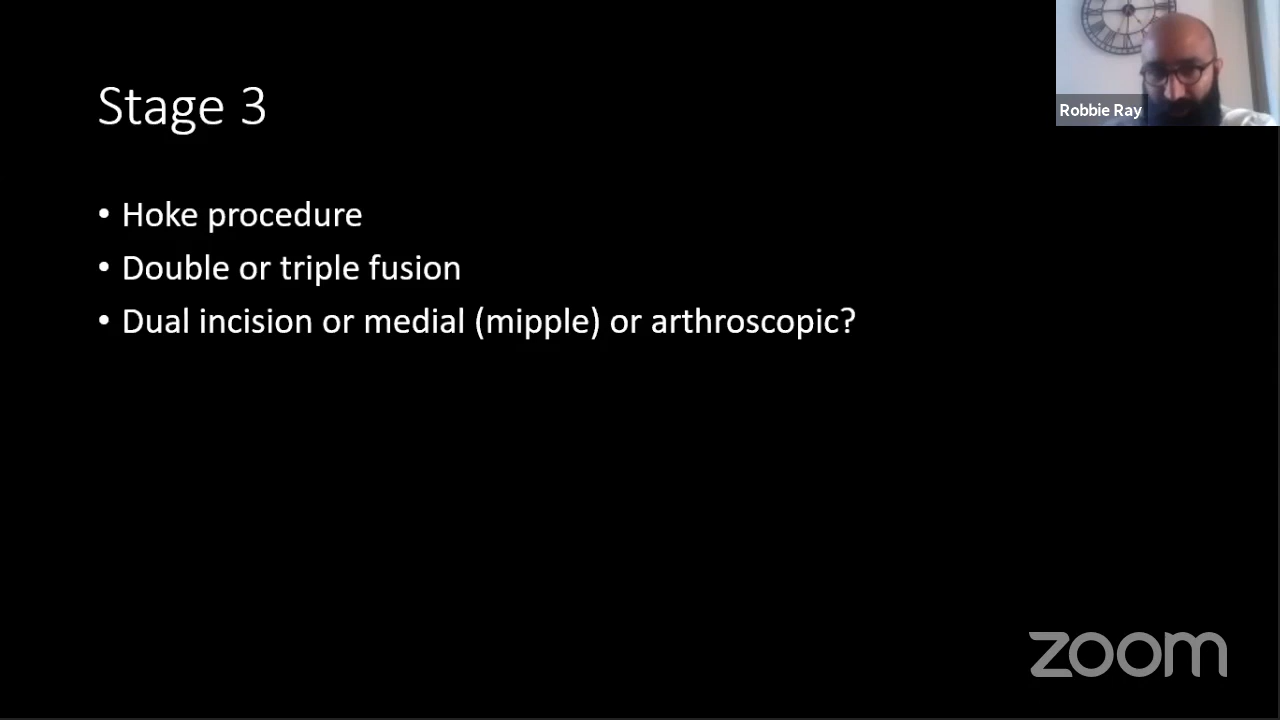 Stage 3
Robbie Ray
• Hoke procedure
• Double or triple fusion
• Dual incision or medial (mipple) or arthroscopic?
zoom